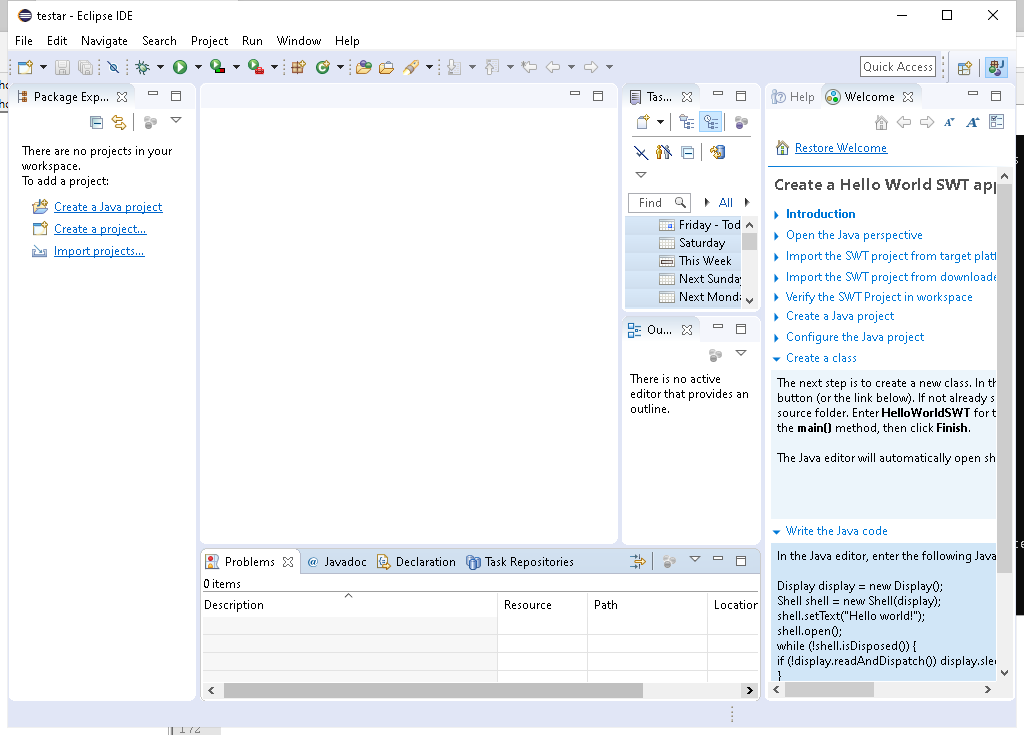 testar - Eclipse IDE
File Edit Navigate Search Project Run Window Help
Quick Access
Package Exp...
There are no projects in your
workspace.
To add a project:
Create a Java project
Create a project...
Import projects...
Tas...
Find
All
Friday - Tod
Saturday
This Week
Next Sunday
Next Monda
Ou...
There is no active
editor that provides an
outline.
Help Welcome
Restore Welcome
Create a Hello World SWT app
Introduction
Open the Java perspective
Import the SWT project from target platf
Import the SWT project from downloade
Verify the SWT Project in workspace
Create a Java project
Configure the Java project
Create a class
The next step is to create a new class. In th
button (or the link below). If not already s
source folder. Enter HelloWorldSWT for t
the main() method, then click Finish.
The Java editor will automatically open sh
Write the Java code
In the Java editor, enter the following Java
Display display = new Display();
Shell shell = new Shell(display);
shell.setText("Hello world!");
shell.open();
while (!shell.isDisposed()) {
if (!display.readAndDispatch()) display.slee
}
Problems @ Javadoc Declaration Task Repositories
0 items
Description Resource Path Location